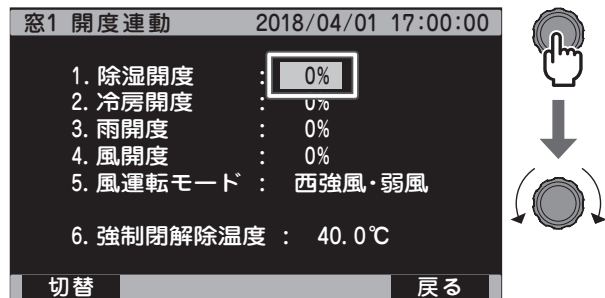 窓1 開度連動 2018/04/01 17:00:00
1. 除湿開度 : 0%
2. 冷房開度 : 0%
3. 雨開度 : 0%
4. 風開度 : 0%
5. 風運転モード : 西強風・弱風
6. 強制閉解除温度 : 40.0℃
切替 戻る